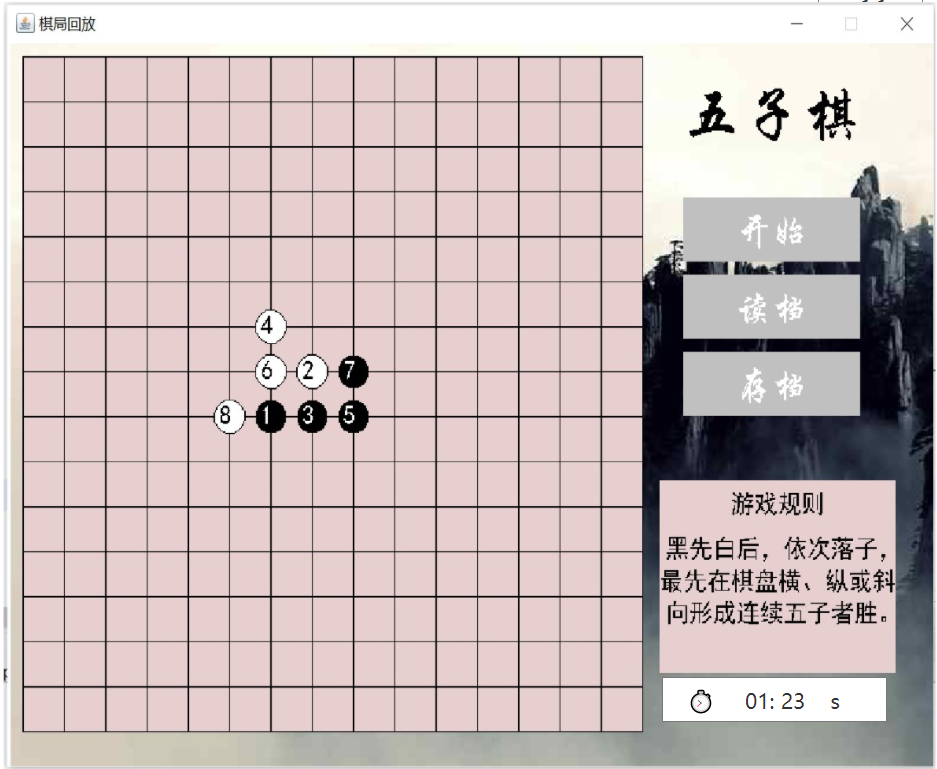 棋局回放
五子棋
开始
读档
存档
4
6 2 7
8 1 3 5
游戏规则
黑先白后，依次落子，
最先在棋盘横、纵或斜
向形成连续五子者胜。
01: 23 s